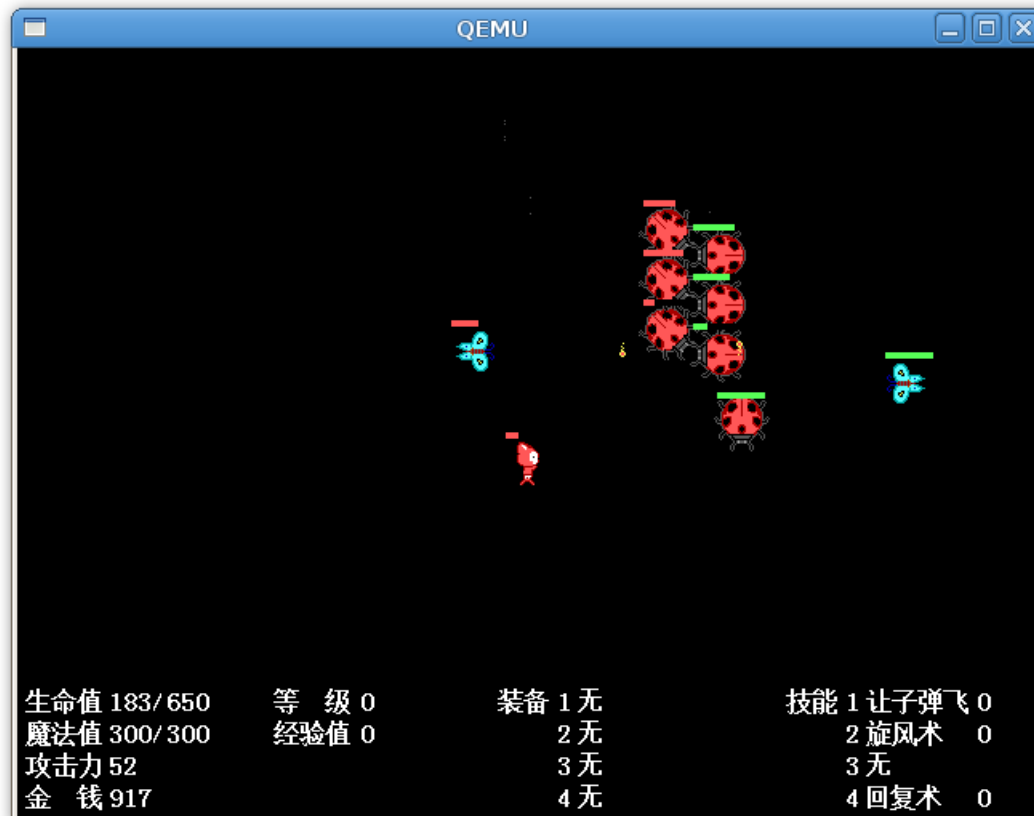 QEMU
生命值 183/650 等 级 0 装备 1 无 技能 1 让子弹飞 0
魔法值 300/300 经验值 0 2 无 2 旋风术 0
攻击力 52 3 无 3 无
金 钱 917 4 无 4 回复术 0